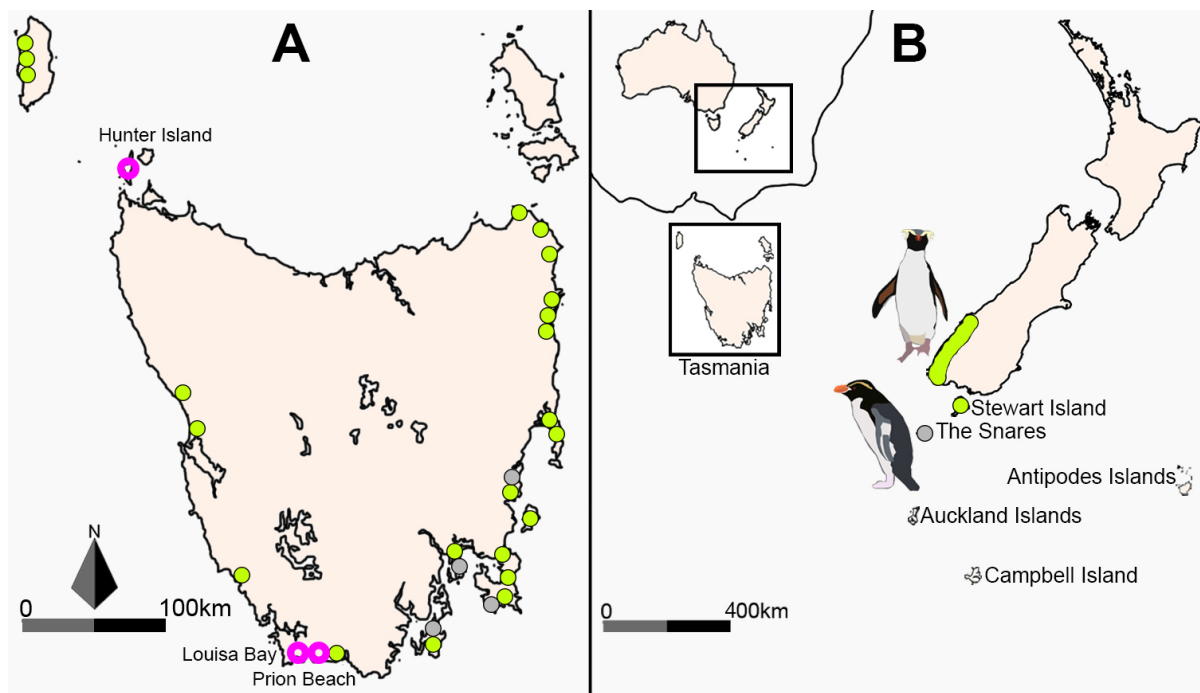 A
Hunter Island
N
0 100km
Louisa Bay
Prion Beach
B
Tasmania
Stewart Island
The Snares
Antipodes Islands
Auckland Islands
Campbell Island
0 400km